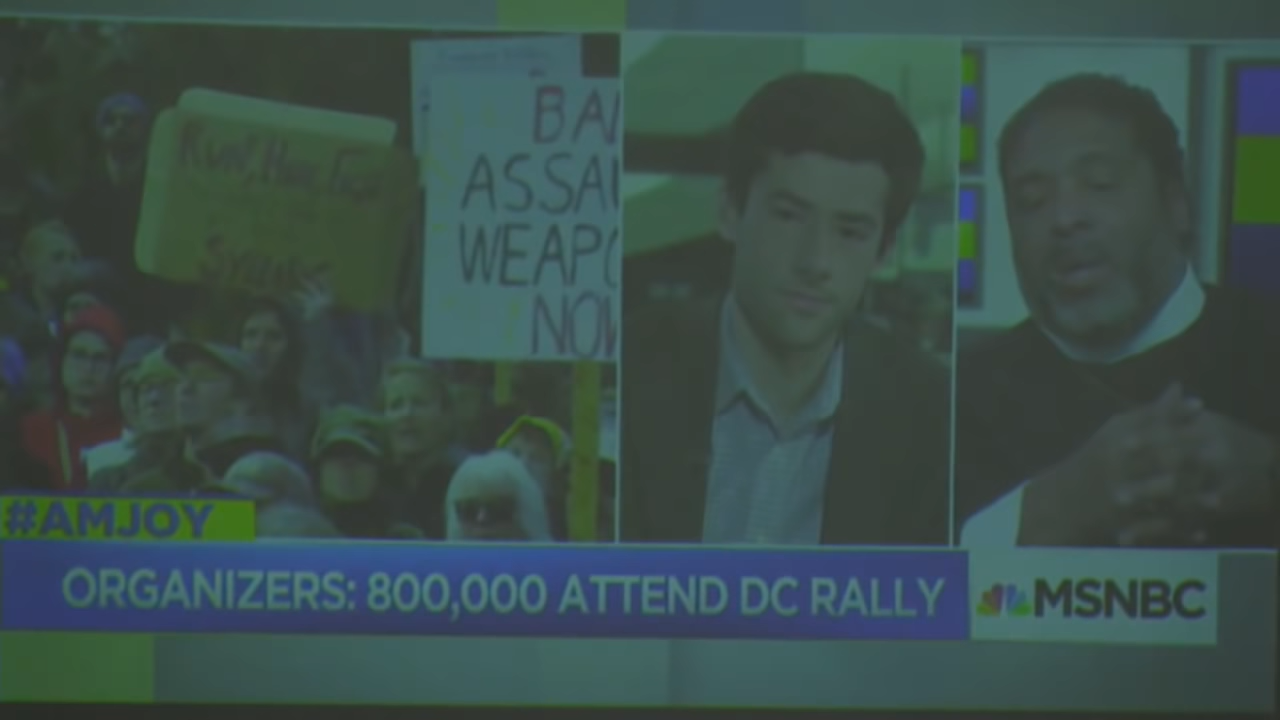 BAN
ASSAU
WEAPO
NOW
#AMJOY
ORGANIZERS: 800,000 ATTEND DC RALLY
MSNBC